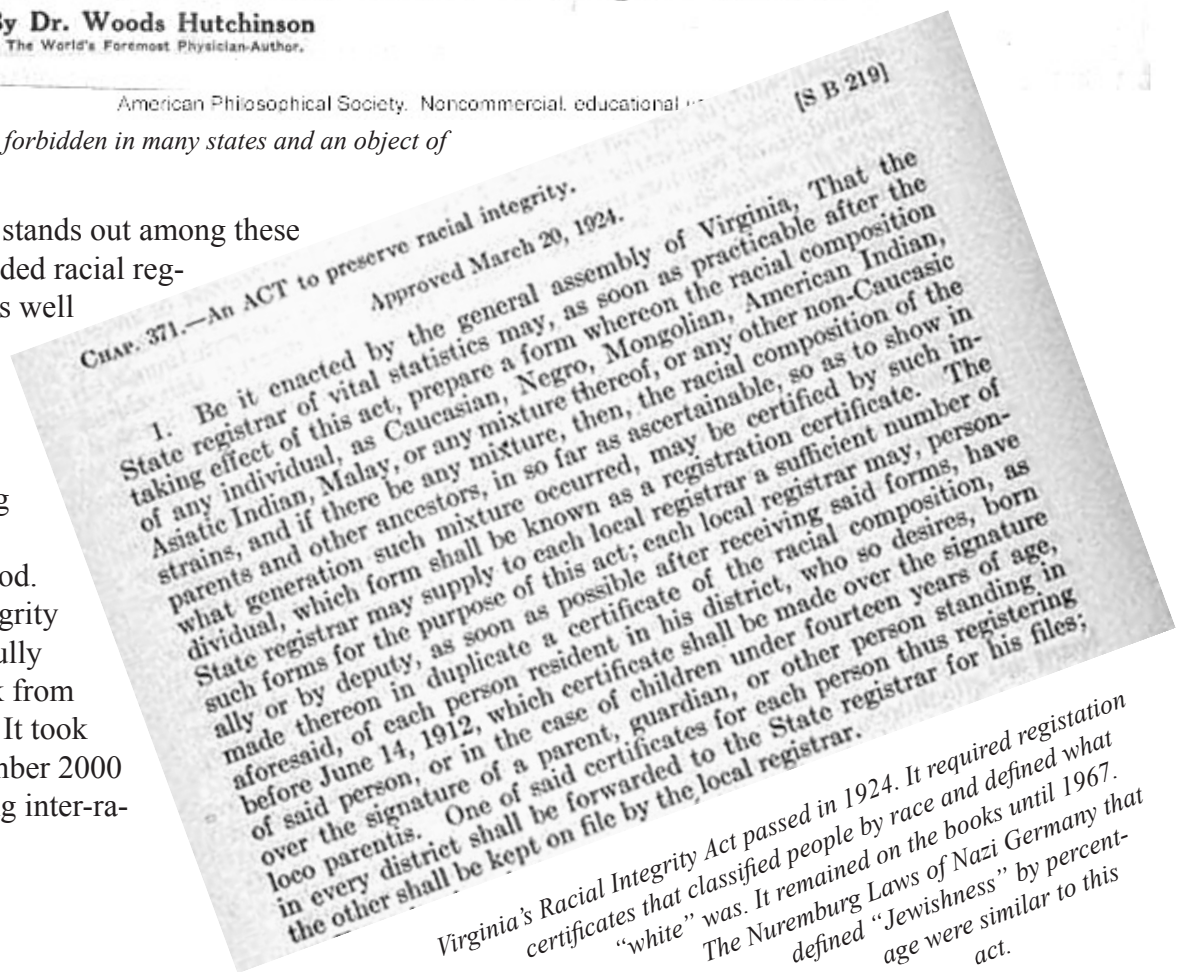 By Dr. Woods Hutchinson
The World's Foremost Physician-Author.
American Philosophical Society. Noncommercial, educational
forbidden in many states and an object of
stands out among these
ded racial reg-
s well
g
od.
grity
ully
k from
It took
mber 2000
g inter-ra-
[S B 219]
CHAP. 371.—An ACT to preserve racial integrity.
Approved March 20, 1924.
1. Be it enacted by the general assembly of Virginia, That the
State registrar of vital statistics may, as soon as practicable after the
taking effect of this act, prepare a form whereon the racial composition
of any individual, as Caucasian, Negro, Mongolian, American Indian,
Asiatic Indian, Malay, or any mixture thereof, or any other non-Caucasic
strains, and if there be any mixture, then, the racial composition of the
parents and other ancestors, in so far as ascertainable, so as to show in
what generation such mixture occurred, may be certified by such in-
dividual, which form shall be known as a registration certificate. The
State registrar may supply to each local registrar a sufficient number of
such forms for the purpose of this act; each local registrar may, person-
ally or by deputy, as soon as possible after receiving said forms, have
made thereon in duplicate a certificate of the racial composition, as
aforesaid, of each person resident in his district, who so desires, born
before June 14, 1912, which certificate shall be made over the signature
of said person, or in the case of children under fourteen years of age,
over the signature of a parent, guardian, or other person standing in
loco parentis. One of said certificates for each person thus registering
in every district shall be forwarded to the State registrar for his files;
the other shall be kept on file by the local registrar.
Virginia's Racial Integrity Act passed in 1924. It required registation
certificates that classified people by race and defined what
“white” was. It remained on the books until 1967.
The Nuremburg Laws of Nazi Germany that
defined “Jewishness” by percent-
age were similar to this
act.